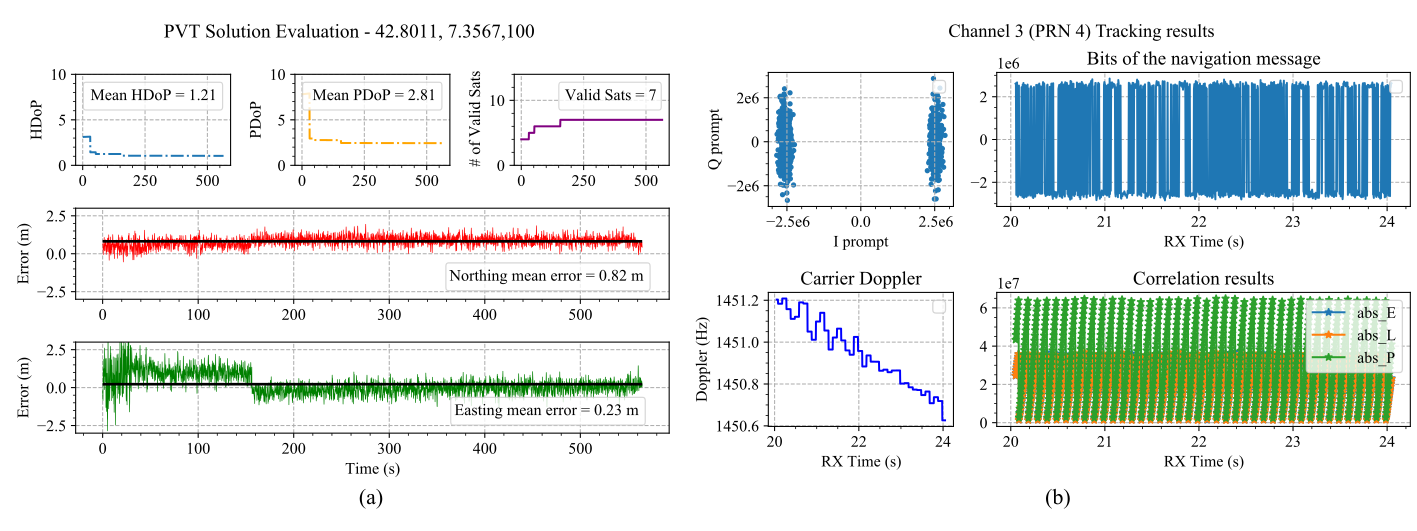 PVT Solution Evaluation - 42.8011, 7.3567,100
HDoP
10
5
0
Mean HDoP = 1.21
0 250 500
PDoP
10
5
0
Mean PDoP = 2.81
0 250 500
# of Valid Sats
10
0
Valid Sats = 7
0 250 500
Error (m)
2.5
0.0
−2.5
Northing mean error = 0.82 m
0 100 200 300 400 500
Error (m)
2.5
0.0
−2.5
Easting mean error = 0.23 m
0 100 200 300 400 500
Time (s)
(a)
Channel 3 (PRN 4) Tracking results
Q prompt
2e6
0
−2e6
−2.5e6 0.0 2.5e6
I prompt
Bits of the navigation message
1e6
2
0
−2
20 21 22 23 24
RX Time (s)
Carrier Doppler
Doppler (Hz)
1451.2
1451.0
1450.8
1450.6
20 22 24
RX Time (s)
Correlation results
1e7
6
4
2
0
abs_E
abs_L
abs_P
20 21 22 23 24
RX Time (s)
(b)